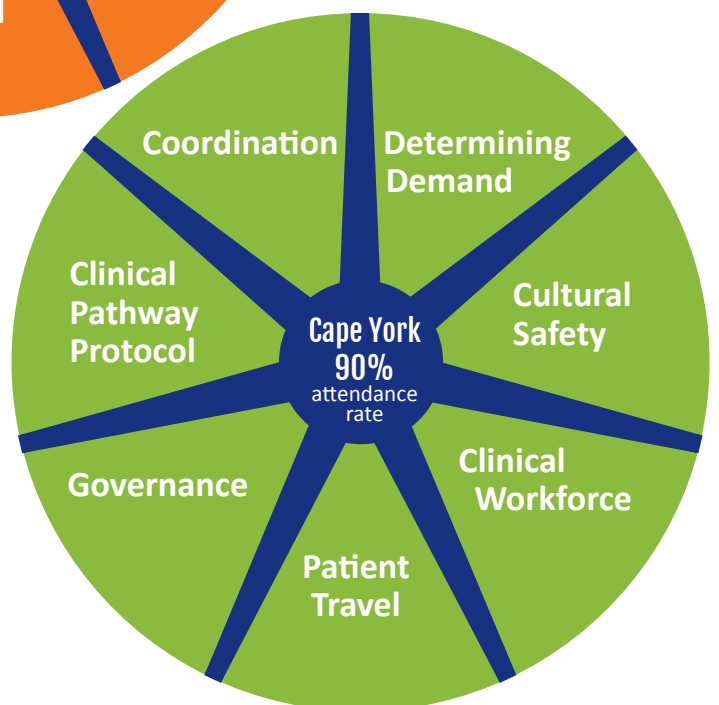 Coordination
Determining
Demand
Cultural
Safety
Clinical
Workforce
Patient
Travel
Governance
Clinical
Pathway
Protocol
Cape York
90%
attendance
rate